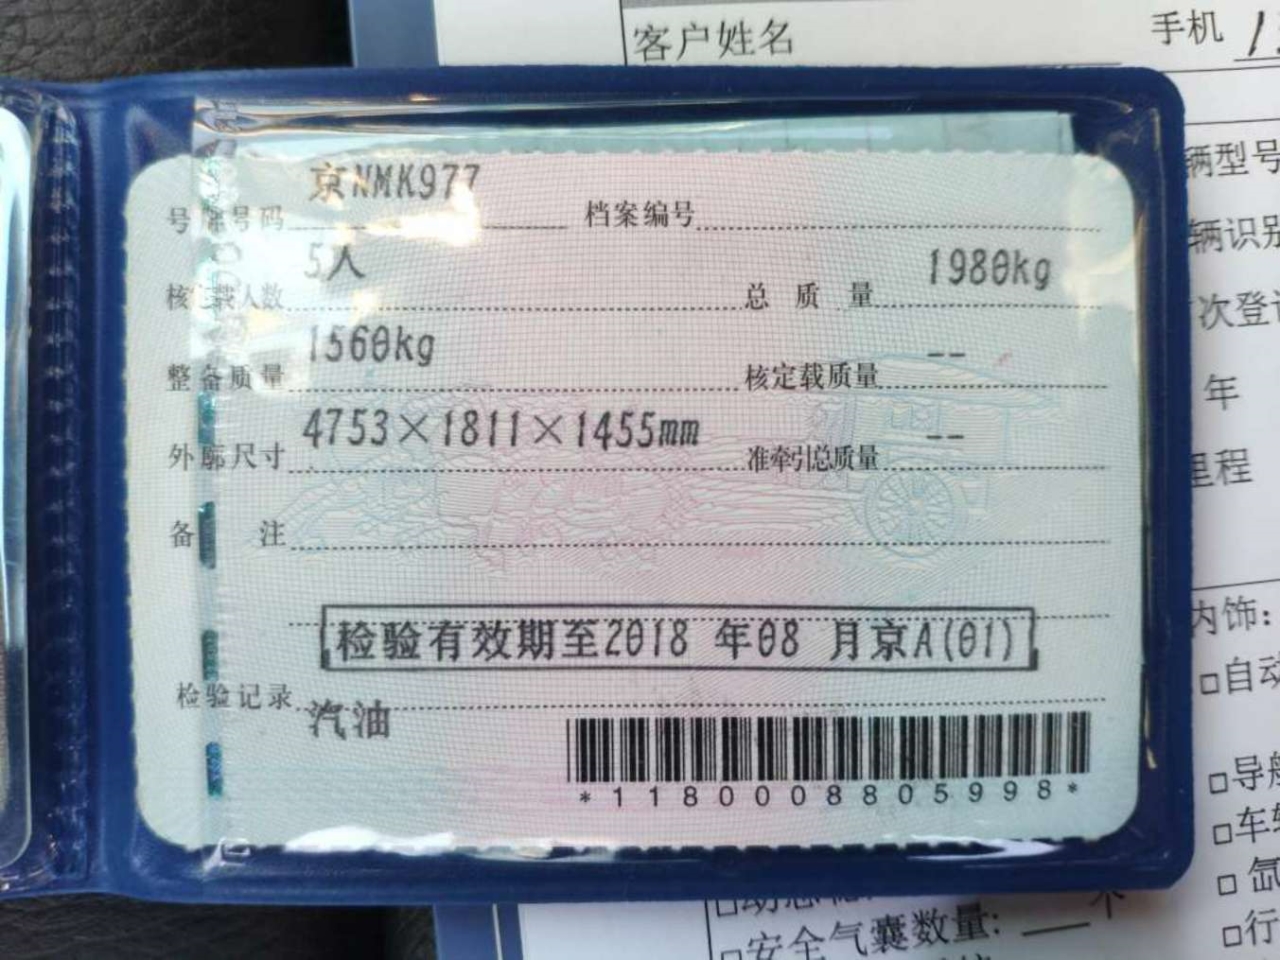 客户姓名
手机
京NMK977
号牌号码
档案编号
5人
1980kg
核定载人数
总质量
1560kg
--
整备质量
核定载质量
4753×1811×1455mm
--
外廓尺寸
准牵引总质量
备注
检验有效期至2018 年08 月京A(01)
检验记录
汽油
*1180008805998*
辆型号
辆识别
次登记
年
里程
内饰:
□自动
□导航
□车
□氙
□行
□安全气囊数量: 个